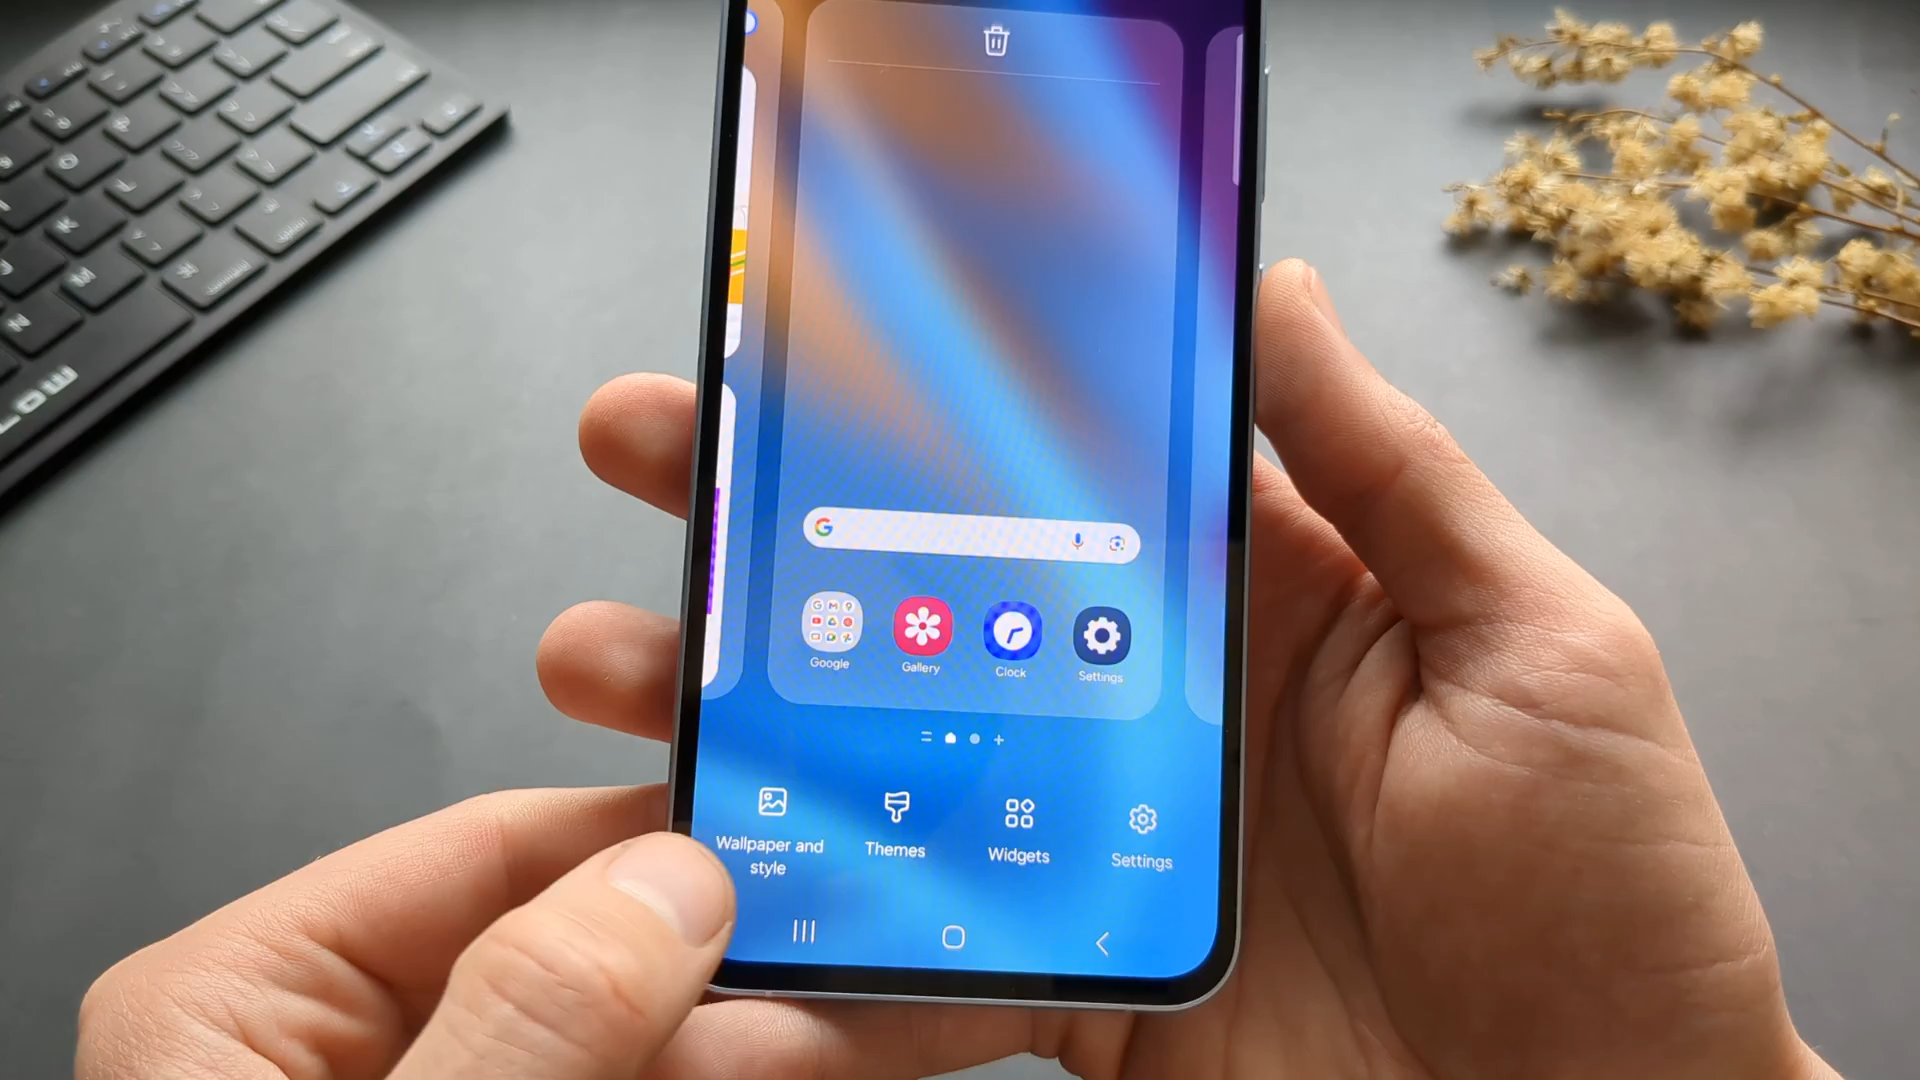 Google
Gallery
Clock
Settings
Wallpaper and
style
Themes
Widgets
Settings